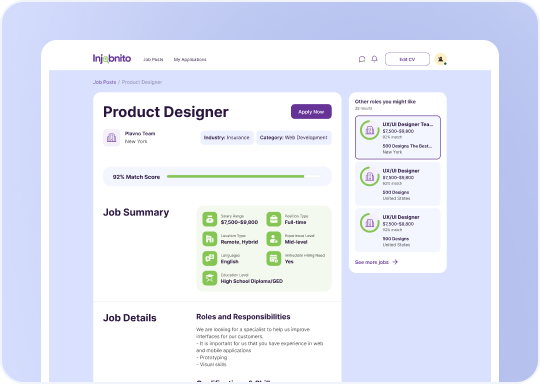 Injobnito
Job Posts
My Applications
Edit CV
Job Posts / Product Designer
Product Designer
Apply Now
Plavno Team
New York
Industry: Insurance
Category: Web Development
92% Match Score
Job Summary
Salary Range
$7,500-$9,800
Position Type
Full-time
Location Type
Remote, Hybrid
Experience Level
Mid-level
Languages
English
Immediate Hiring Need
Yes
Education Level
High School Diploma/GED
Job Details
Roles and Responsibilities
We are looking for a specialist to help us improve
interfaces for our customers.
- It is important for us that you have experience in web
and mobile applications
- Prototyping
- Visual skills
Other roles you might like
UX/UI Designer Tea...
$7,500-$9,800
92% match
500 Designs The Best...
New York
UX/UI Designer
$7,500-$9,800
92% match
500 Designs
United States
UX/UI Designer
$7,500-$9,800
92% match
500 Designs
United States
See more jobs